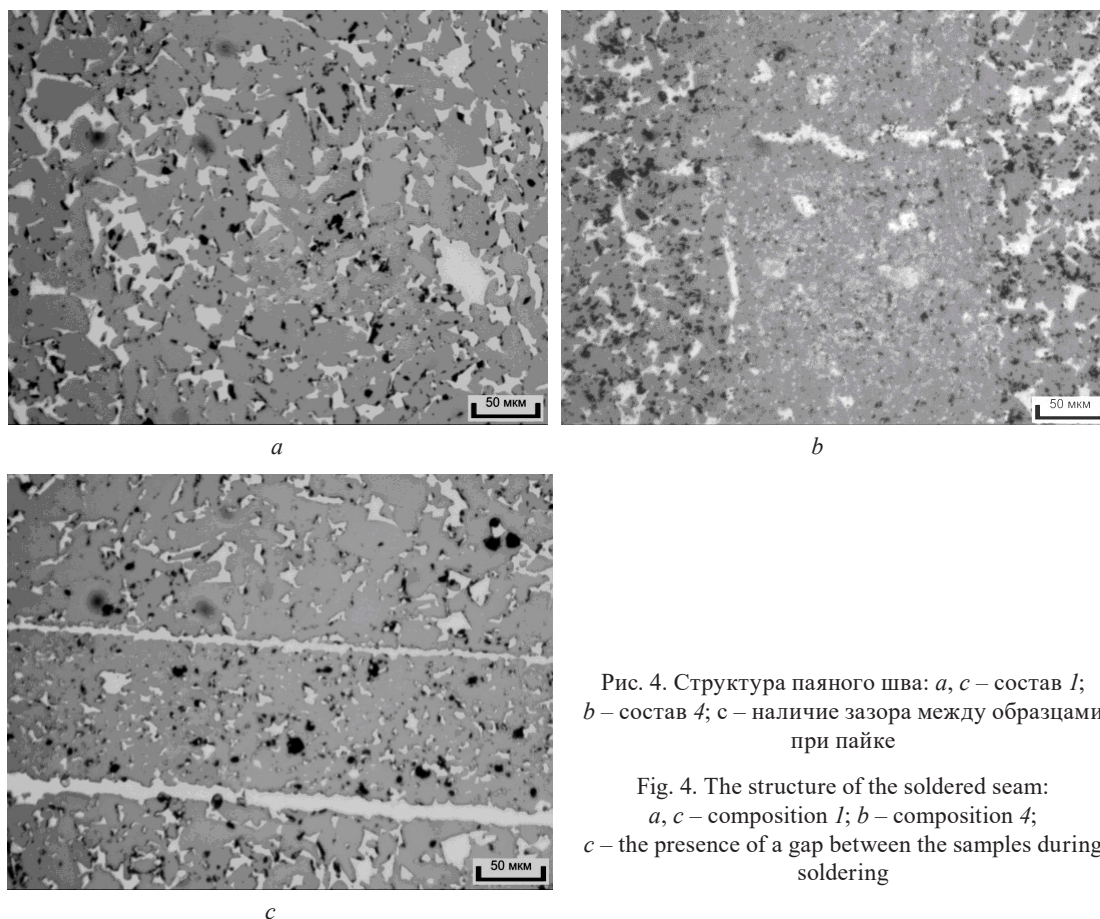 50 мкм
50 мкм
a
b
50 мкм
c
Рис. 4. Структура паяного шва: a, c – состав 1;
b – состав 4; c – наличие зазора между образцами
при пайке
Fig. 4. The structure of the soldered seam:
a, c – composition 1; b – composition 4;
c – the presence of a gap between the samples during
soldering